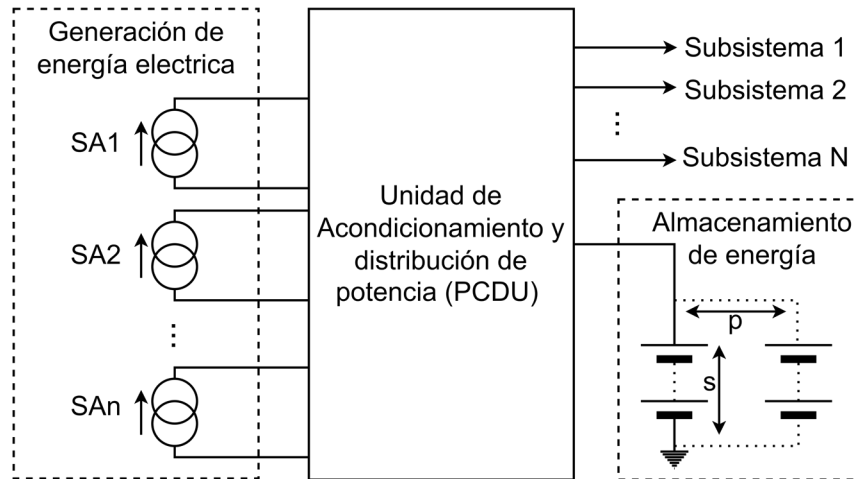 Generación de
energía electrica
SA1
SA2
⋮
SAn
Unidad de
Acondicionamiento y
distribución de
potencia (PCDU)
Subsistema 1
Subsistema 2
⋮
Subsistema N
Almacenamiento
de energía
p
s